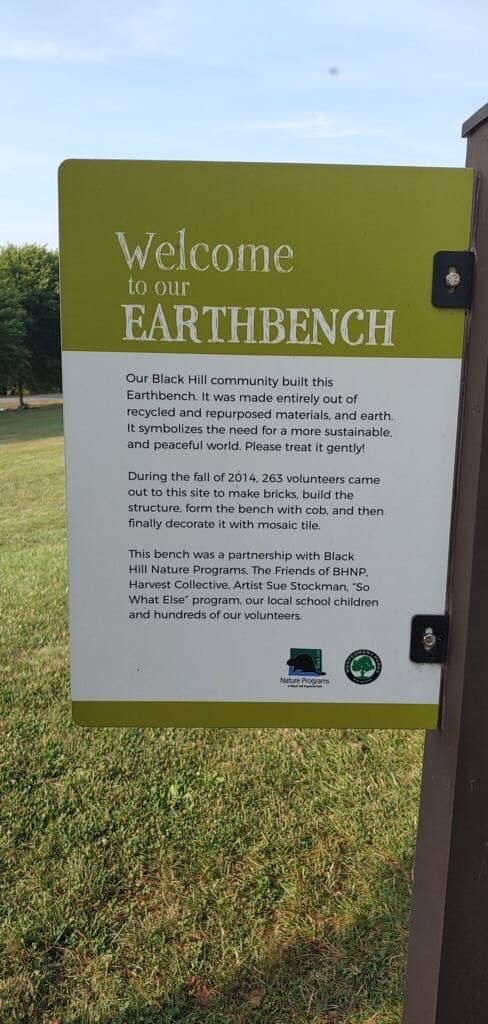 Welcome
to our
EARTHBENCH
Our Black Hill community built this
Earthbench. It was made entirely out of
recycled and repurposed materials, and earth.
It symbolizes the need for a more sustainable,
and peaceful world. Please treat it gently!
During the fall of 2014, 263 volunteers came
out to this site to make bricks, build the
structure, form the bench with cob, and then
finally decorate it with mosaic tile.
This bench was a partnership with Black
Hill Nature Programs, The Friends of BHNP,
Harvest Collective, Artist Sue Stockman, "So
What Else" program, our local school children
and hundreds of our volunteers.
Nature Programs